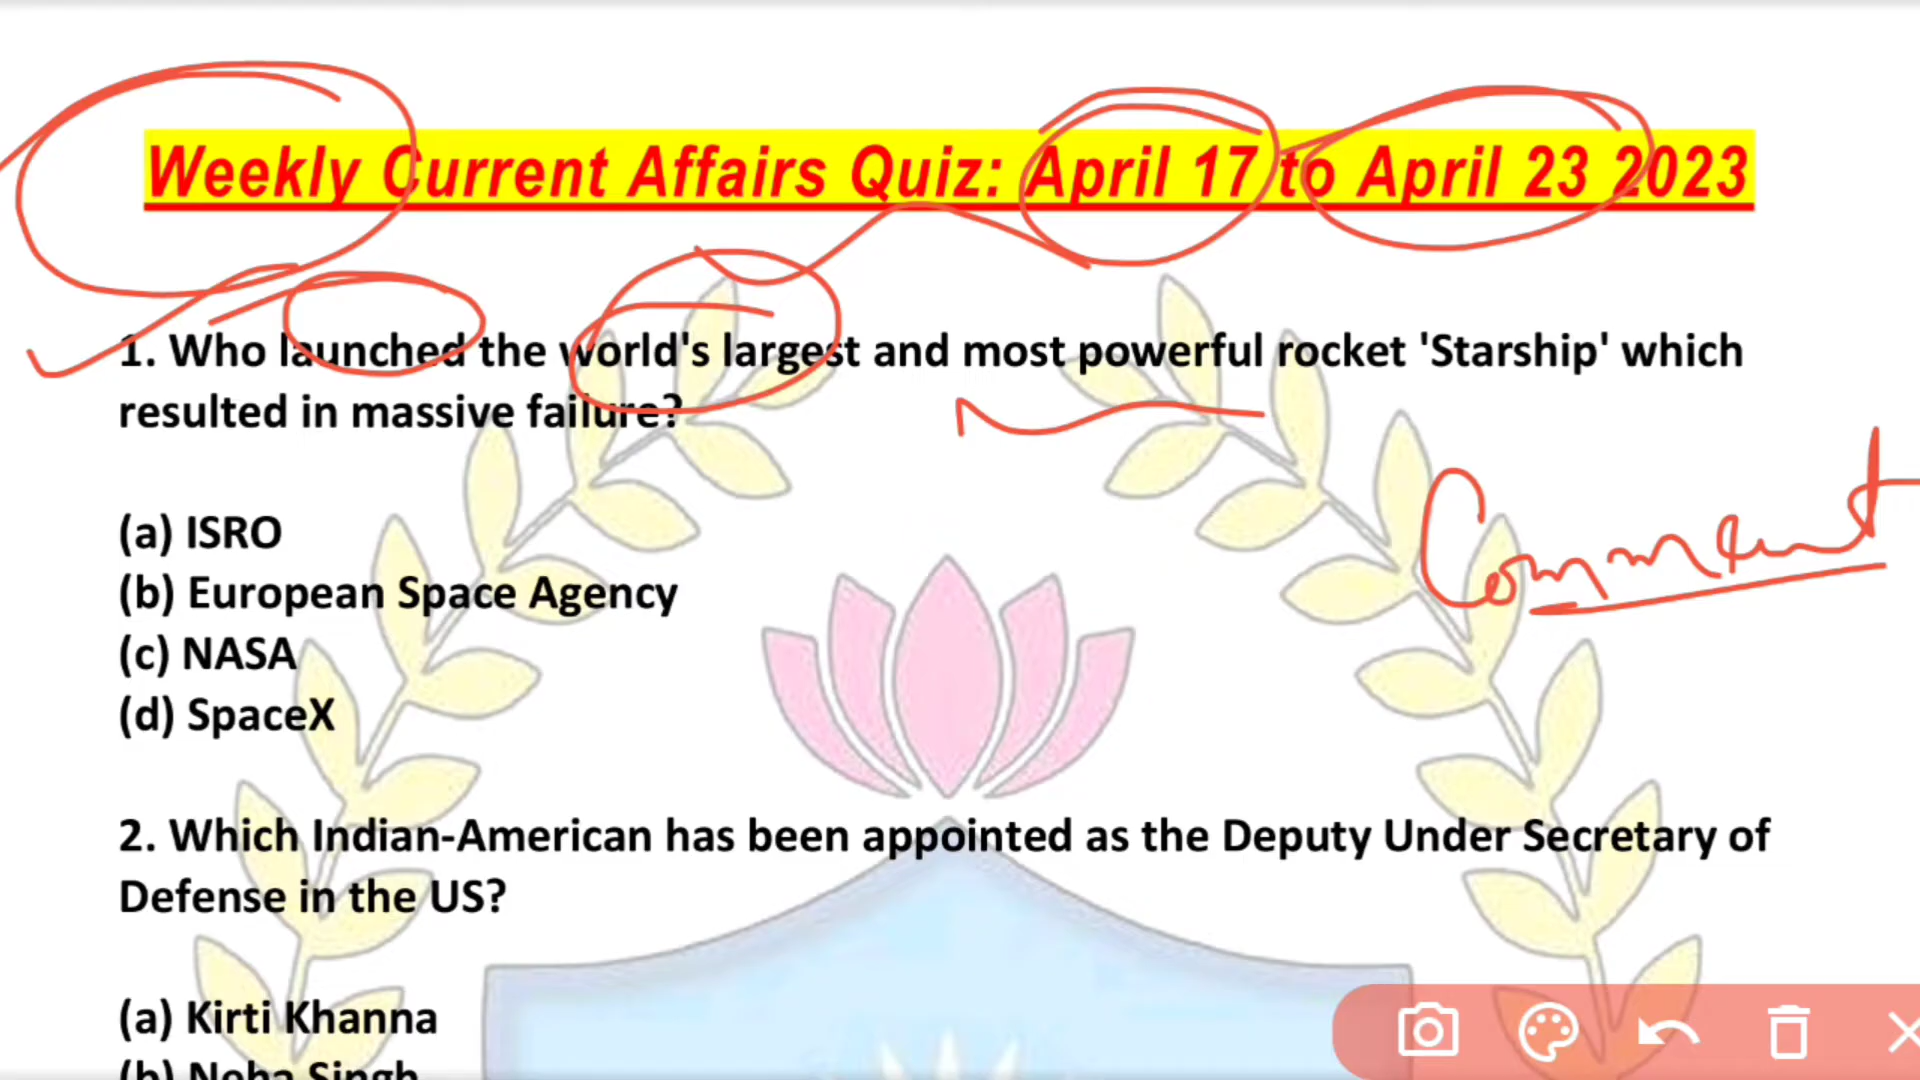 Weekly Current Affairs Quiz: April 17 to April 23 2023
1. Who launched the world's largest and most powerful rocket 'Starship' which
resulted in massive failure?
Comment
(a) ISRO
(b) European Space Agency
(c) NASA
(d) SpaceX
2. Which Indian-American has been appointed as the Deputy Under Secretary of
Defense in the US?
(a) Kirti Khanna
(b) Neha Singh